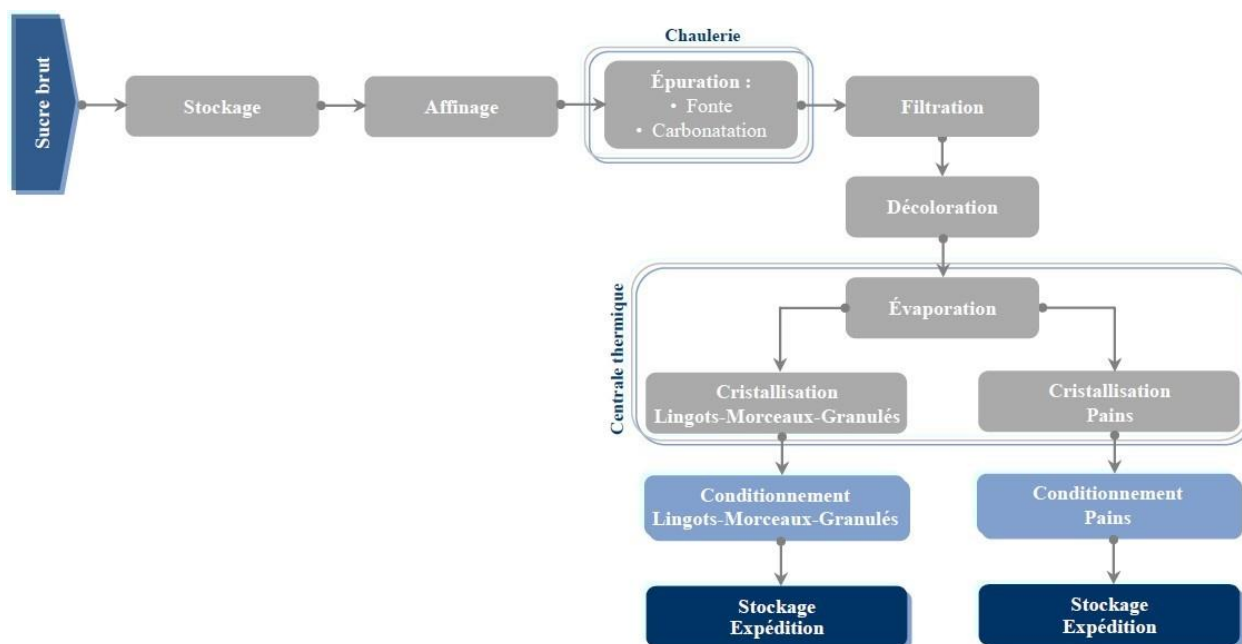 Sucre brut
Stockage
Affinage
Chaulerie
Épuration :
• Fonte
• Carbonatation
Filtration
Décoloration
Centrale thermique
Évaporation
Cristallisation
Lingots-Morceaux-Granulés
Cristallisation
Pains
Conditionnement
Lingots-Morceaux-Granulés
Conditionnement
Pains
Stockage
Expédition
Stockage
Expédition